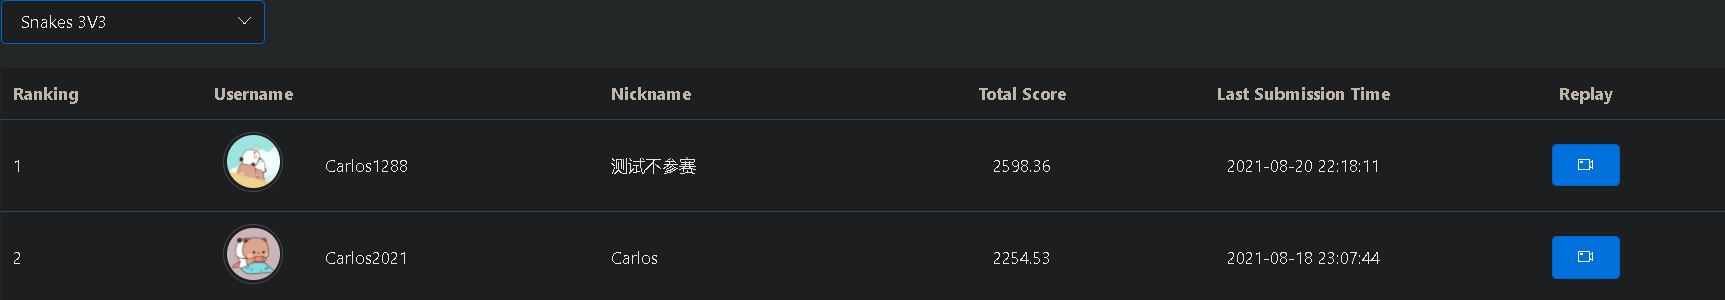 Snakes 3V3
Ranking Username Nickname Total Score Last Submission Time Replay
1 Carlos1288 测试不参赛 2598.36 2021-08-20 22:18:11
2 Carlos2021 Carlos 2254.53 2021-08-18 23:07:44